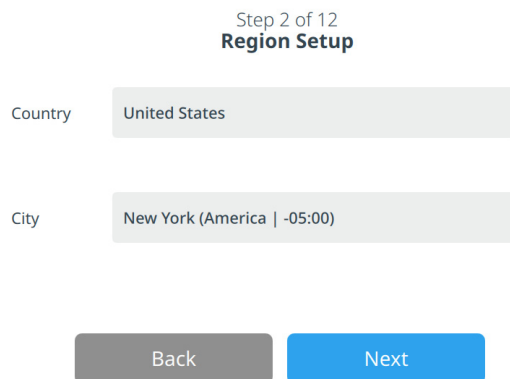 Step 2 of 12
Region Setup
Country United States
City New York (America | -05:00)
Back Next